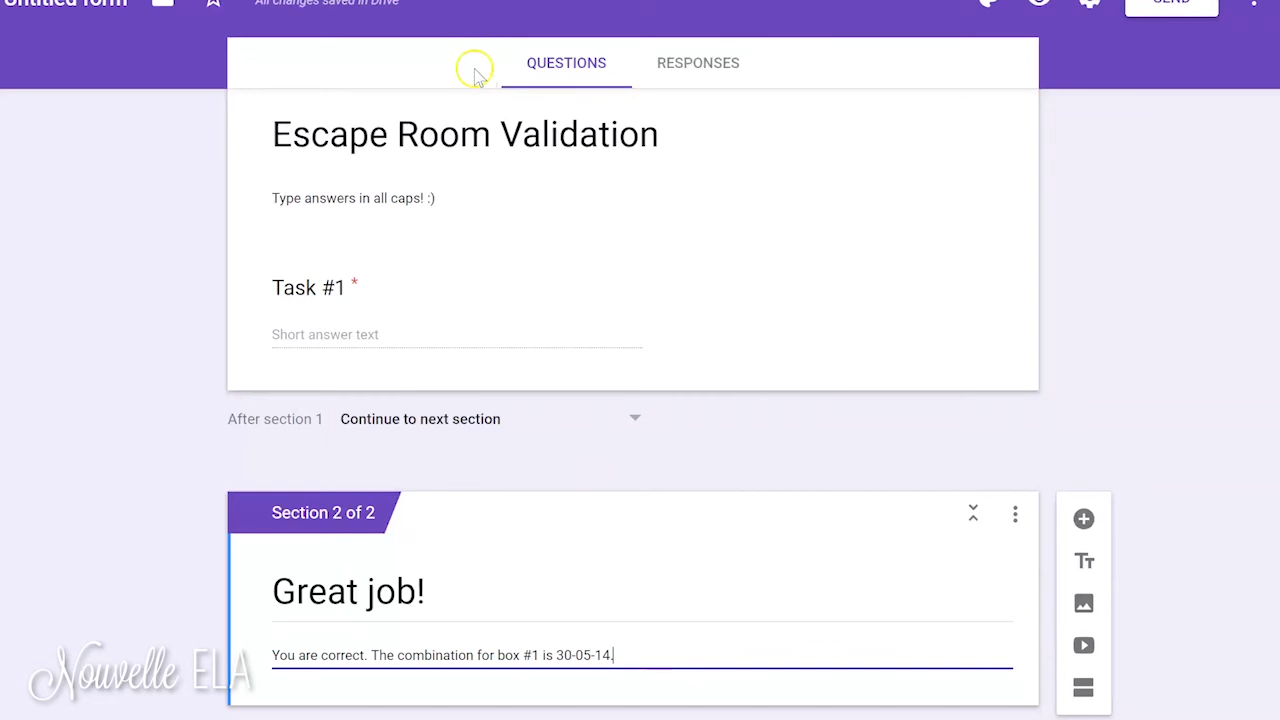 Untitled form
All changes saved in Drive
SEND
QUESTIONS
RESPONSES
Escape Room Validation
Type answers in all caps! :)
Task #1 *
Short answer text
After section 1 Continue to next section
Section 2 of 2
Great job!
You are correct. The combination for box #1 is 30-05-14.
Tt
Nouvelle ELA